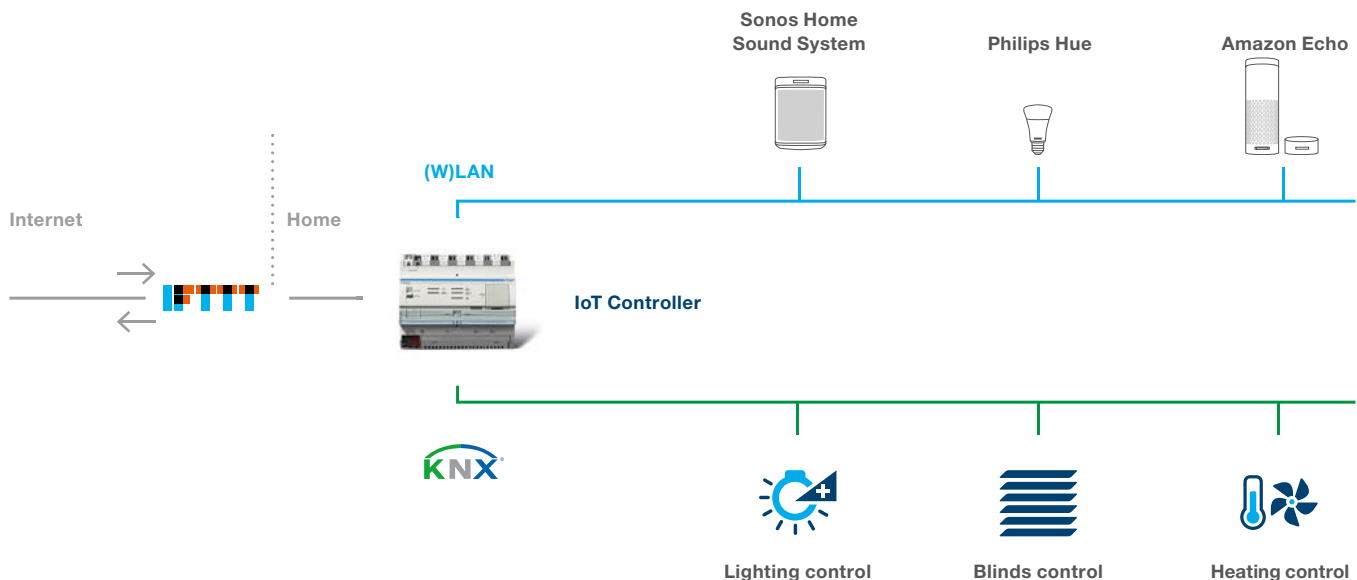 Sonos Home
Sound System
Philips Hue
Amazon Echo
(W)LAN
Internet
Home
IFTTT
IoT Controller
KNX®
Lighting control
Blinds control
Heating control